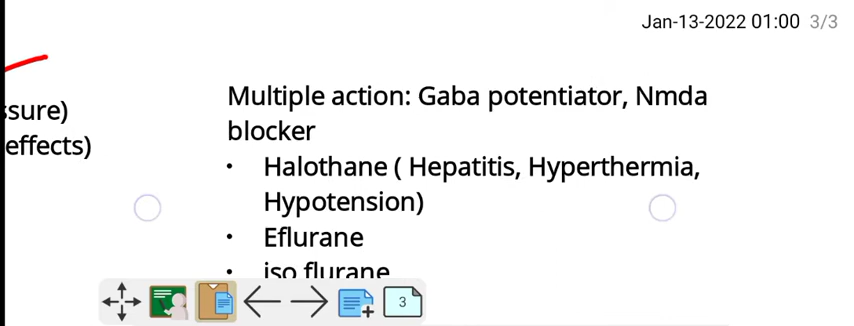 Jan-13-2022 01:00 3/3
ssure)
effects)
Multiple action: Gaba potentiator, Nmda
blocker
• Halothane ( Hepatitis, Hyperthermia,
Hypotension)
• Eflurane
• iso flurane
3